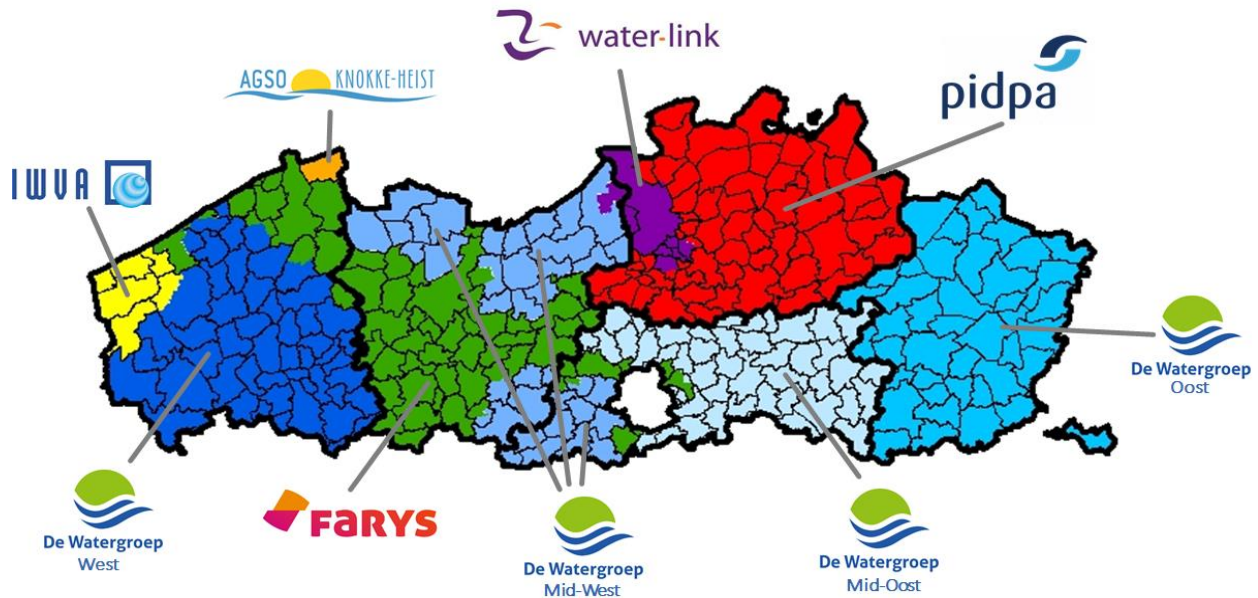 water-link
AGSO KNOKKE-HEIST
pidpa
IWVA
De Watergroep
Oost
FARYS
De Watergroep
West
De Watergroep
Mid-West
De Watergroep
Mid-Oost